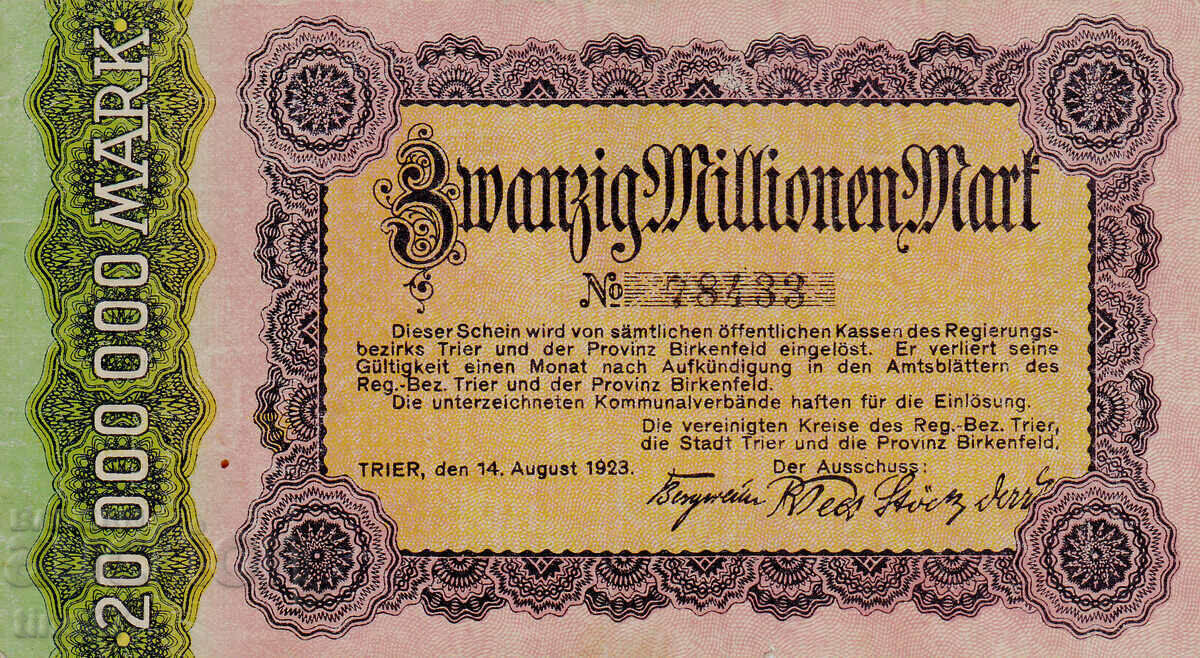 20 000 000 MARK
Zwanzig Millionen Mark
No 78433
Dieser Schein wird von sämtlichen öffentlichen Kassen des Regierungs-
bezirks Trier und der Provinz Birkenfeld eingelöst. Er verliert seine
Gültigkeit einen Monat nach Aufkündigung in den Amtsblättern des
Reg.-Bez. Trier und der Provinz Birkenfeld.
Die unterzeichneten Kommunalverbände haften für die Einlösung.
Die vereinigten Kreise des Reg.-Bez. Trier,
die Stadt Trier und die Provinz Birkenfeld.
TRIER, den 14. August 1923.
Der Ausschuss: